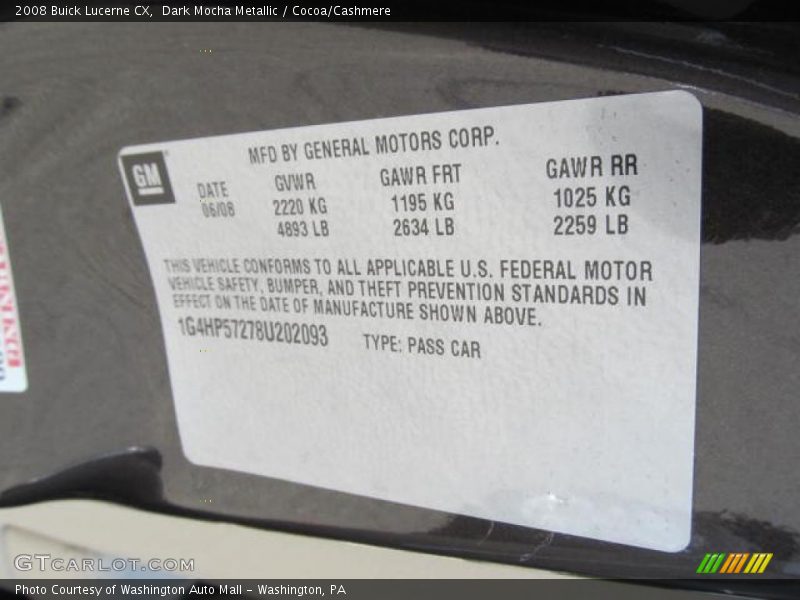 2008 Buick Lucerne CX, Dark Mocha Metallic / Cocoa/Cashmere
MFD BY GENERAL MOTORS CORP.
GM
DATE GVWR GAWR FRT GAWR RR
06/08 2220 KG 1195 KG 1025 KG
4893 LB 2634 LB 2259 LB
THIS VEHICLE CONFORMS TO ALL APPLICABLE U.S. FEDERAL MOTOR
VEHICLE SAFETY, BUMPER, AND THEFT PREVENTION STANDARDS IN
EFFECT ON THE DATE OF MANUFACTURE SHOWN ABOVE.
1G4HP57278U202093 TYPE: PASS CAR
GTCARLOT.COM
Photo Courtesy of Washington Auto Mall - Washington, PA